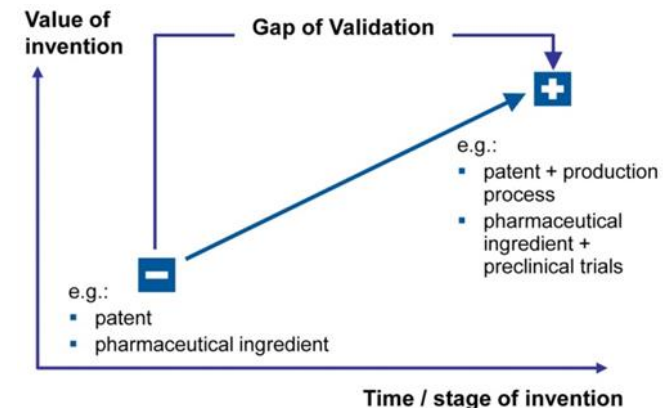 Value of
invention
Gap of Validation
e.g.:
▪ patent + production
process
▪ pharmaceutical
ingredient +
preclinical trials
e.g.:
▪ patent
▪ pharmaceutical ingredient
Time / stage of invention